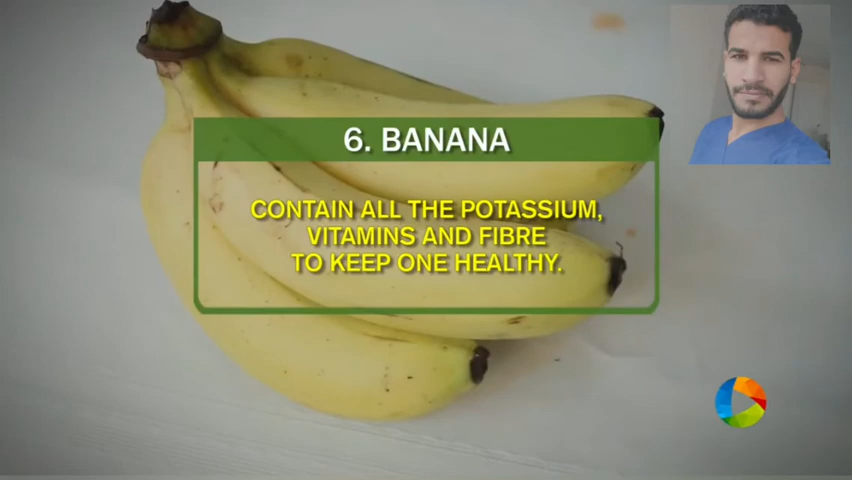 6. BANANA
CONTAIN ALL THE POTASSIUM,
VITAMINS AND FIBRE
TO KEEP ONE HEALTHY.